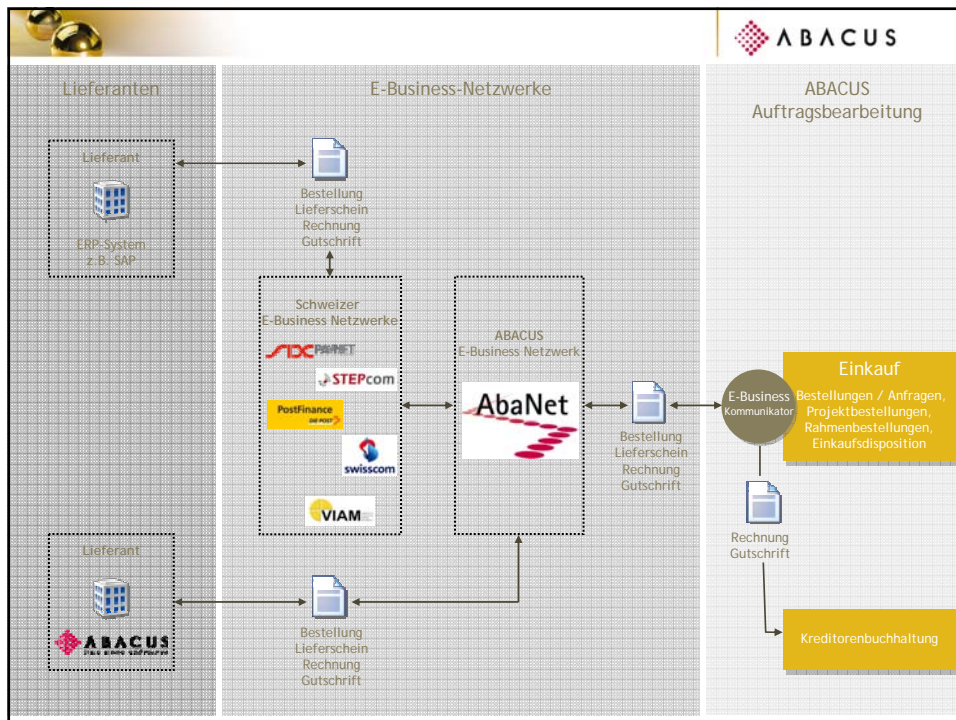 ABACUS
Lieferanten
E-Business-Netzwerke
ABACUS
Auftragsbearbeitung
Lieferant
ERP-System
z.B. SAP
Bestellung
Lieferschein
Rechnung
Gutschrift
Schweizer
E-Business Netzwerke
SIX PAYNET
STEPcom
PostFinance
DIE POST
swisscom
VIAM
ABACUS
E-Business Netzwerk
AbaNet
Bestellung
Lieferschein
Rechnung
Gutschrift
E-Business
Kommunikator
Einkauf
Bestellungen / Anfragen,
Projektbestellungen,
Rahmenbestellungen,
Einkaufsdisposition
Rechnung
Gutschrift
Kreditorenbuchhaltung
Lieferant
ABACUS
Bestellung
Lieferschein
Rechnung
Gutschrift